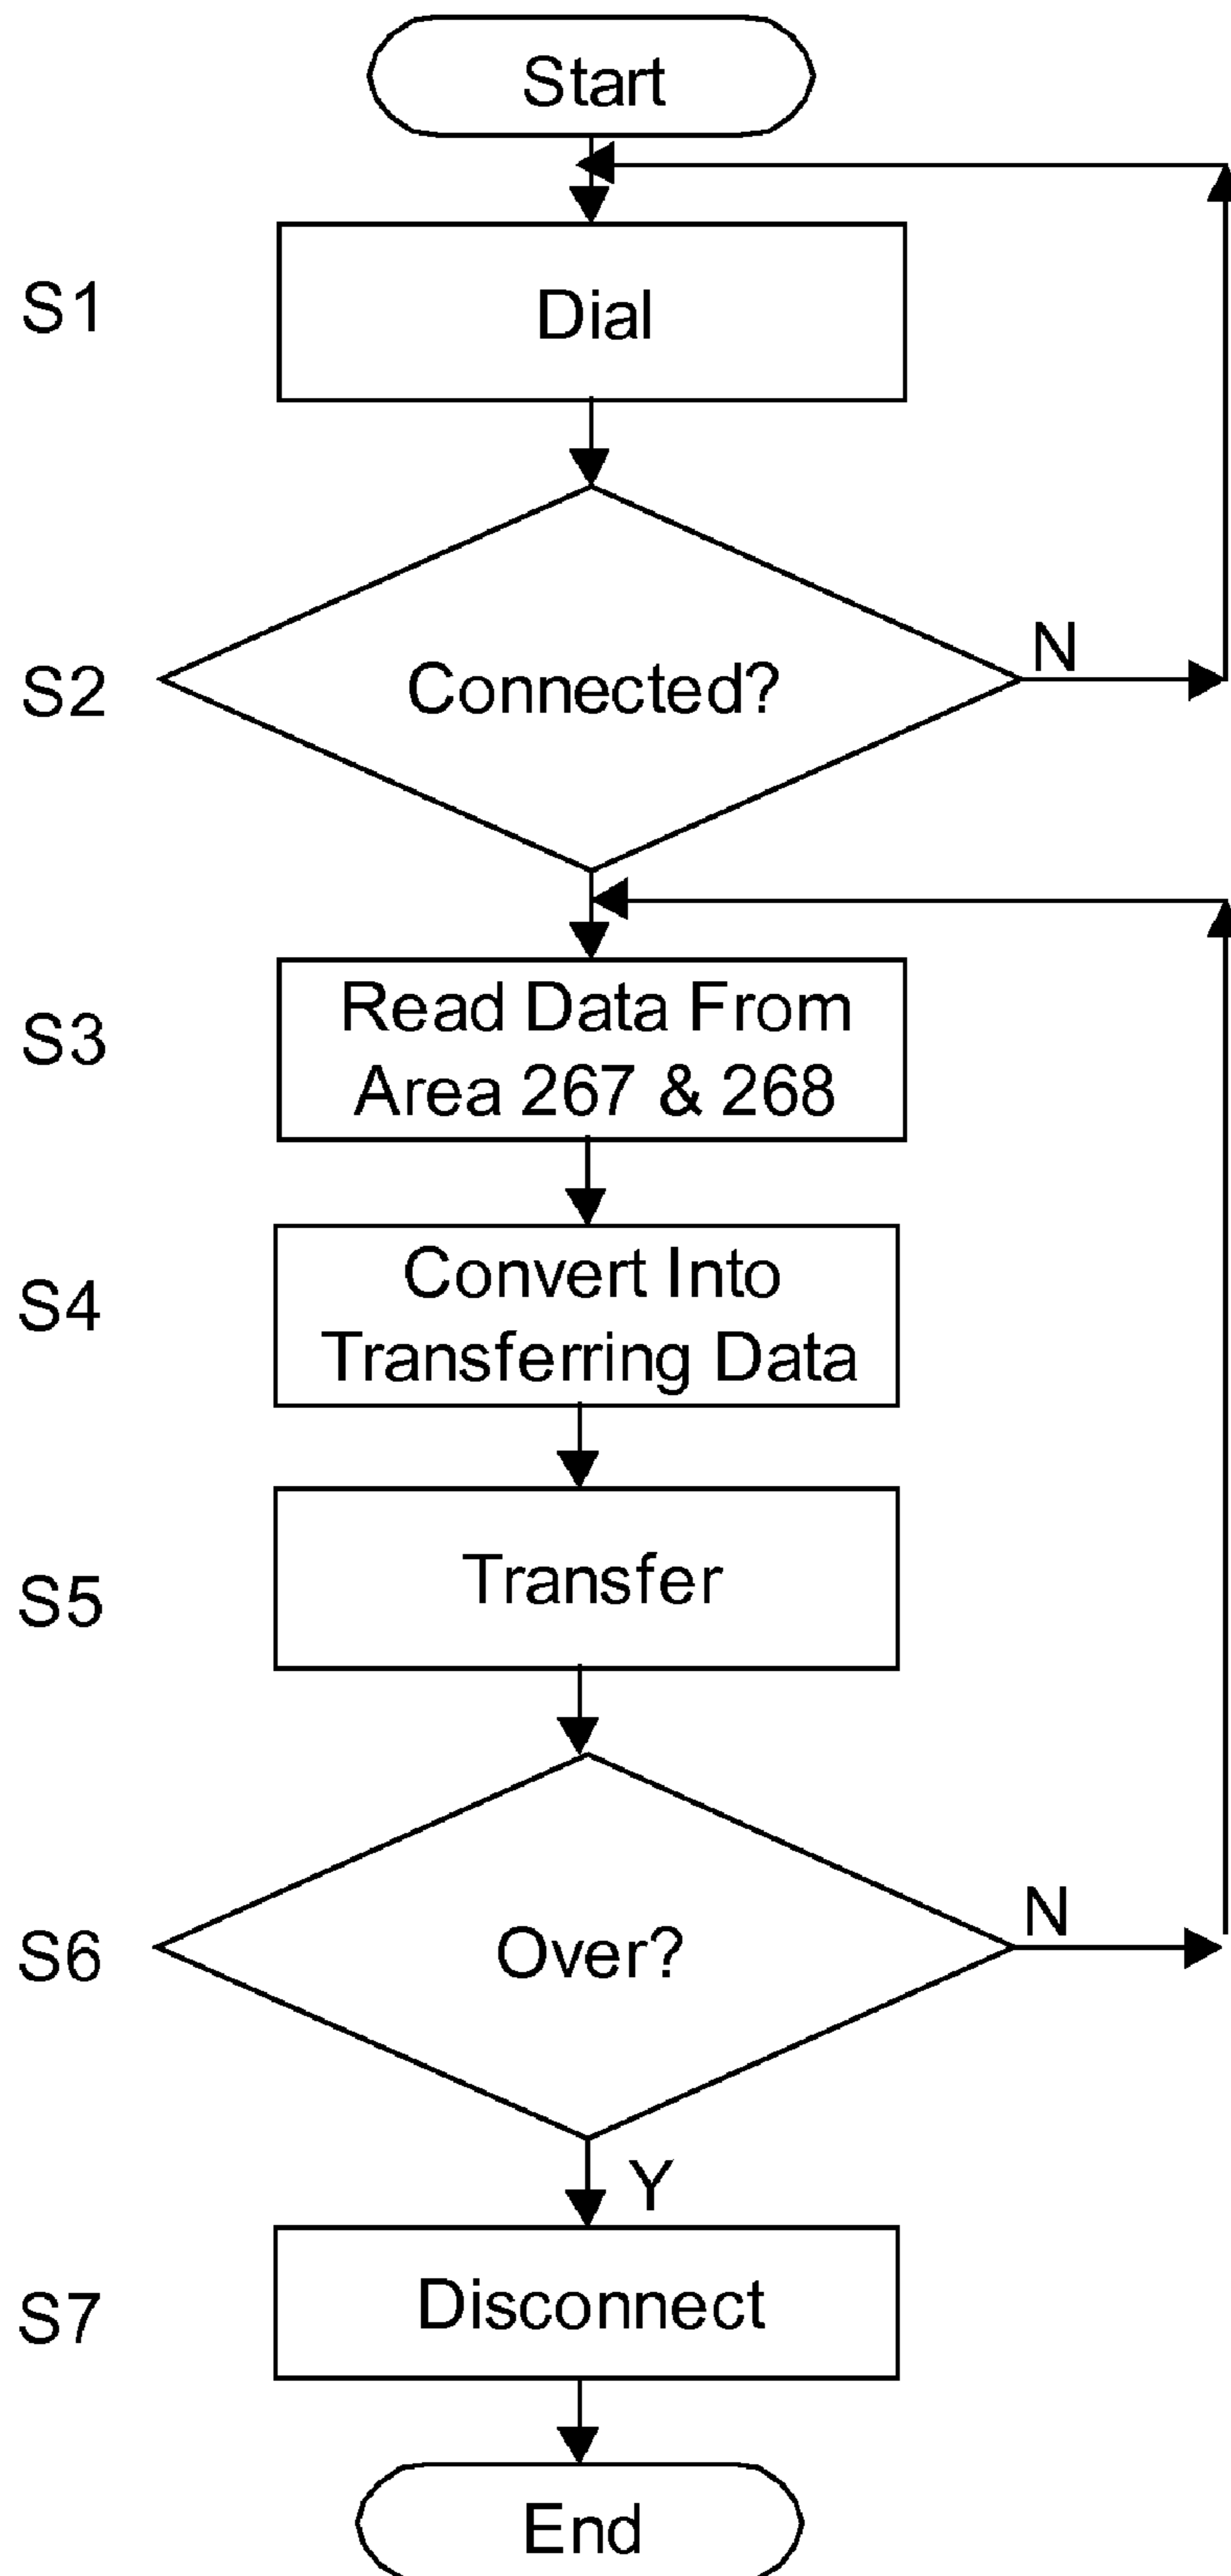 Start
S1
Dial
S2
Connected?
N
S3
Read Data From
Area 267 & 268
S4
Convert Into
Transferring Data
S5
Transfer
S6
Over?
N
Y
S7
Disconnect
End